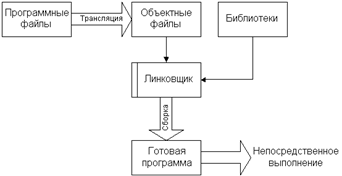 Программные
файлы
Трансляция
Объектные
файлы
Библиотеки
Линковщик
Сборка
Готовая
программа
Непосредственное
выполнение